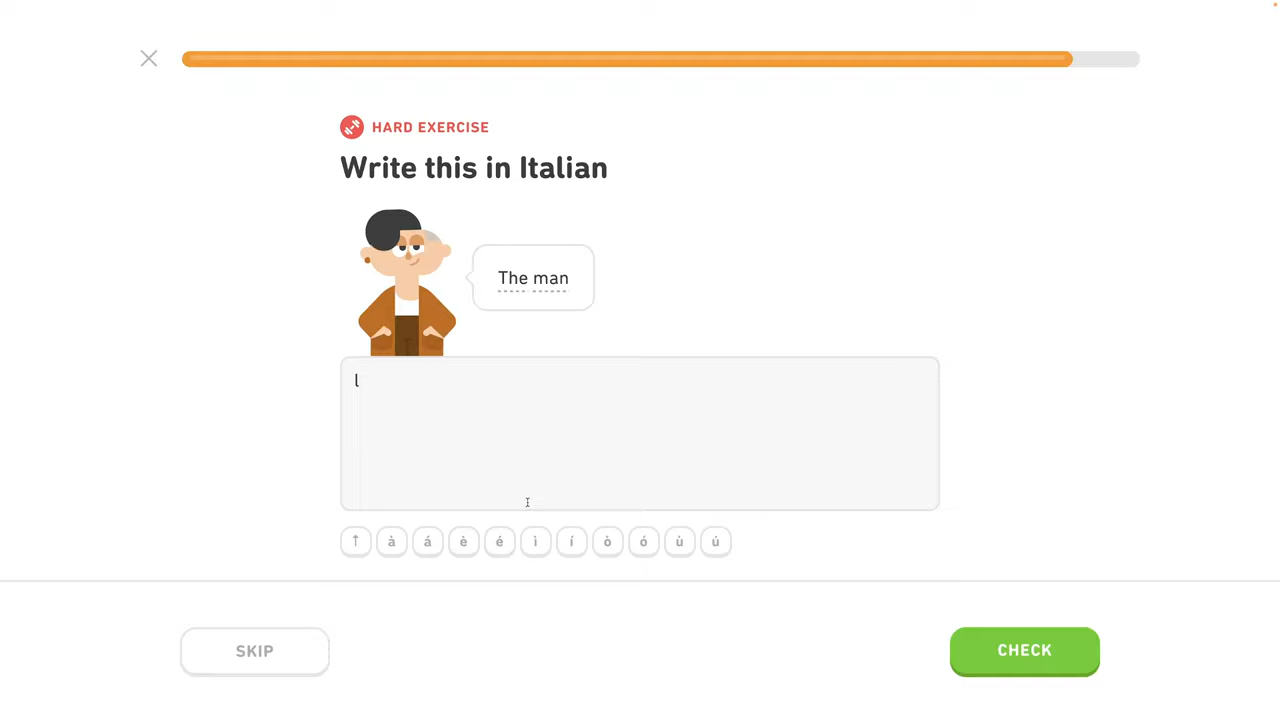 HARD EXERCISE
Write this in Italian
The man
l
↑ à á è é ì í ò ó ù ú
SKIP
CHECK